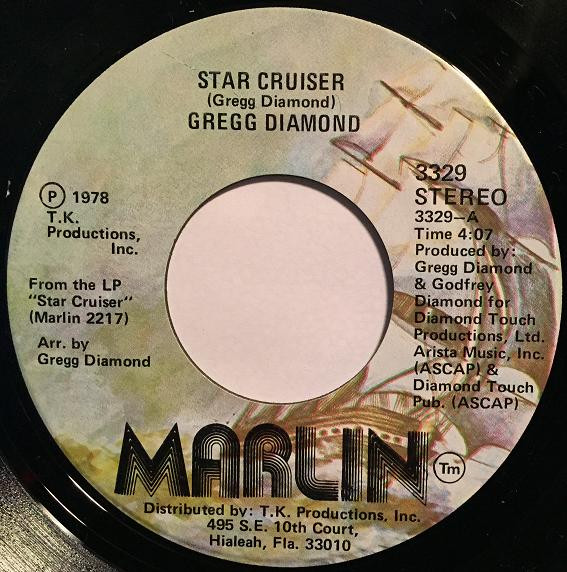 STAR CRUISER
(Gregg Diamond)
GREGG DIAMOND
P 1978
T.K.
Productions,
Inc.
From the LP
"Star Cruiser"
(Marlin 2217)
Arr. by
Gregg Diamond
3329
STEREO
3329–A
Time 4:07
Produced by:
Gregg Diamond
& Godfrey
Diamond for
Diamond Touch
Productions, Ltd.
Arista Music, Inc.
(ASCAP) &
Diamond Touch
Pub. (ASCAP)
MARLIN Tm
Distributed by: T.K. Productions, Inc.
495 S.E. 10th Court,
Hialeah, Fla. 33010